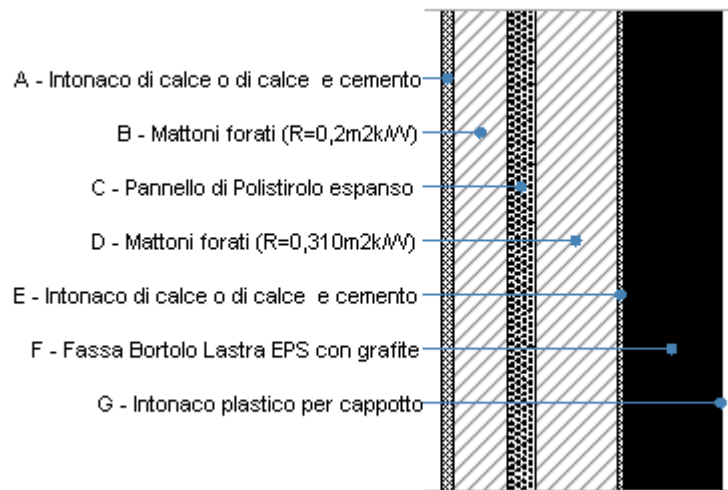 A - Intonaco di calce o di calce e cemento
B - Mattoni forati (R=0,2m2k/W)
C - Pannello di Polistirolo espanso
D - Mattoni forati (R=0,310m2k/W)
E - Intonaco di calce o di calce e cemento
F - Fassa Bortolo Lastra EPS con grafite
G - Intonaco plastico per cappotto